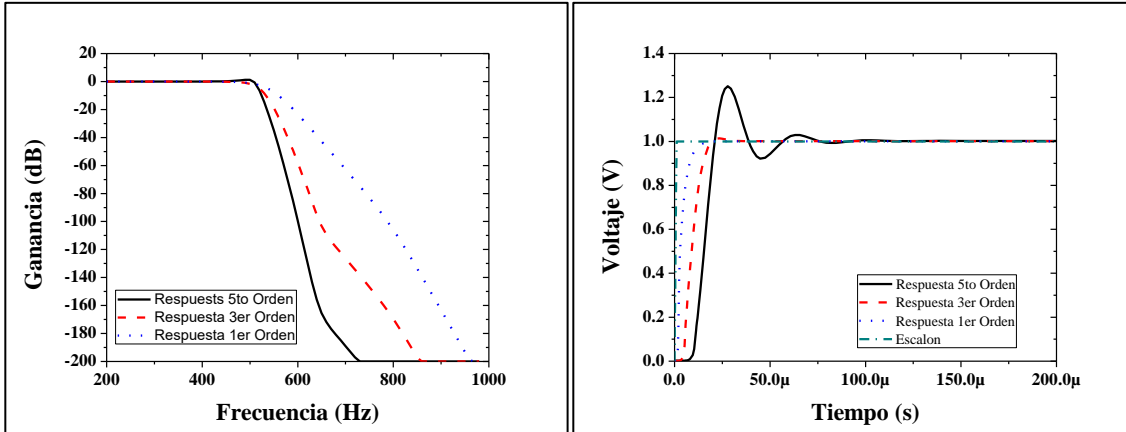 20
0
-20
-40
-60
-80
-100
-120
-140
-160
-180
-200
Ganancia (dB)
Respuests 5to Orden
Respuesta 3er Orden
Respuesta 1er Orden
200 400 600 800 1000
Frecuencia (Hz)
1.4
1.2
1.0
0.8
0.6
0.4
0.2
0.0
Voltaje (V)
Respuesta 5to Orden
Respuesta 3er Orden
Respuesta 1er Orden
Escalon
0.0 50.0µ 100.0µ 150.0µ 200.0µ
Tiempo (s)